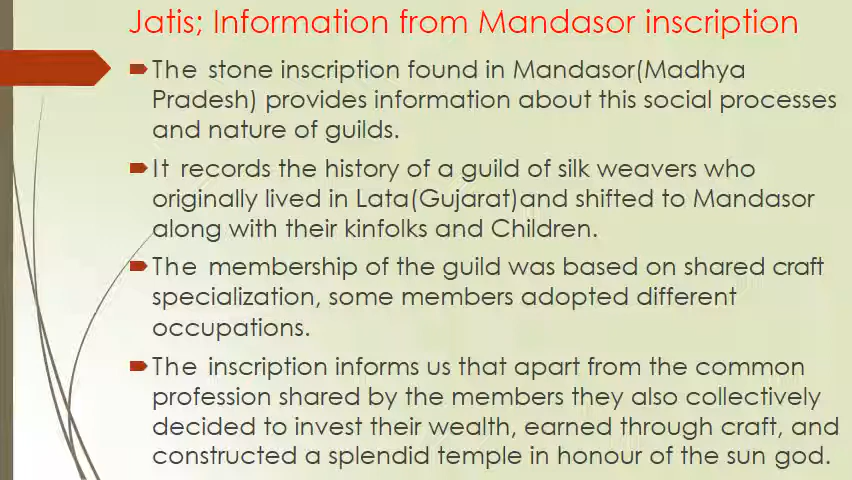 Jatis; Information from Mandasor inscription
The stone inscription found in Mandasor(Madhya
Pradesh) provides information about this social processes
and nature of guilds.
It records the history of a guild of silk weavers who
originally lived in Lata(Gujarat)and shifted to Mandasor
along with their kinfolks and Children.
The membership of the guild was based on shared craft
specialization, some members adopted different
occupations.
The inscription informs us that apart from the common
profession shared by the members they also collectively
decided to invest their wealth, earned through craft, and
constructed a splendid temple in honour of the sun god.